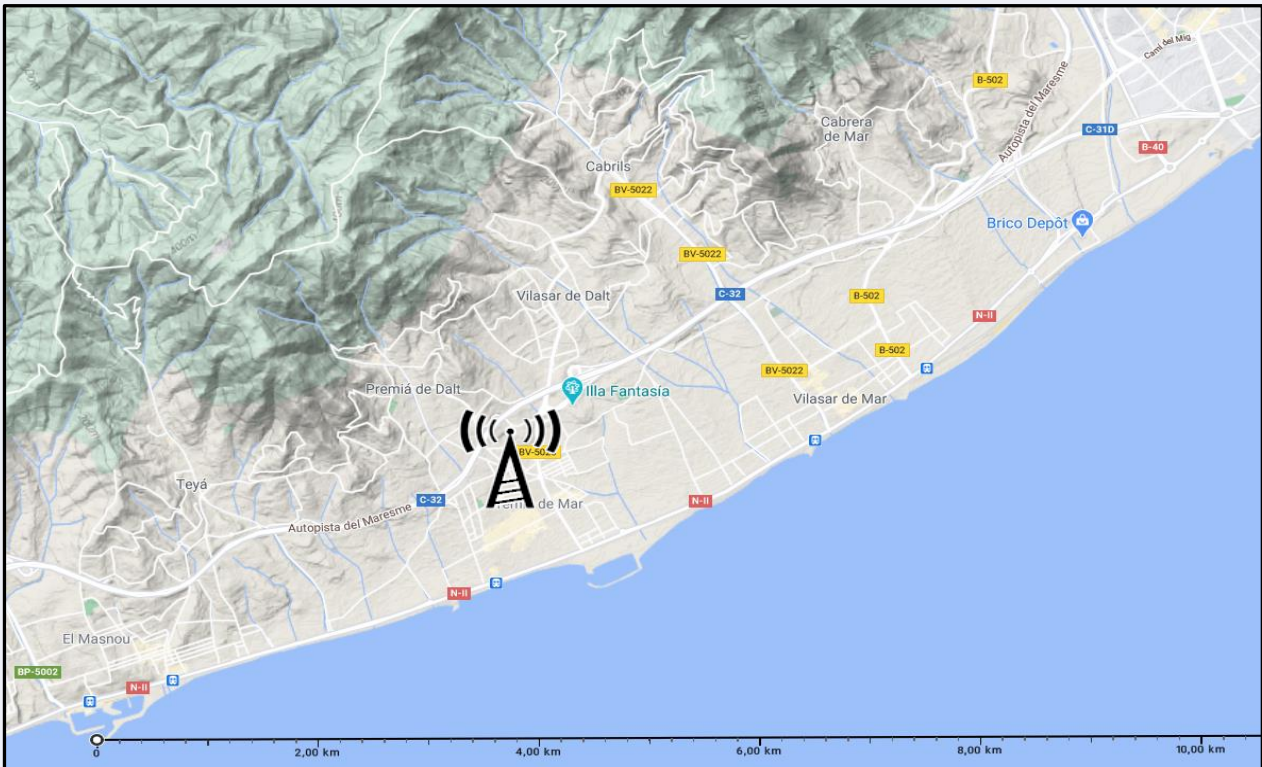 Camí del Mig
B-502
Autopista del Maresme
Cabrera
de Mar
C-31D
B-40
Cabrils
BV-5022
Brico Depôt
BV-5022
C-32
B-502
Vilasar de Dalt
N-II
B-502
BV-5022
Premiá de Dalt
Illa Fantasía
Vilasar de Mar
400m
Teyá
C-32
N-II
de Mar
Autopista del Maresme
N-II
El Masnou
BP-5002
N-II
0
2,00 km
4,00 km
6,00 km
8,00 km
10,00 km